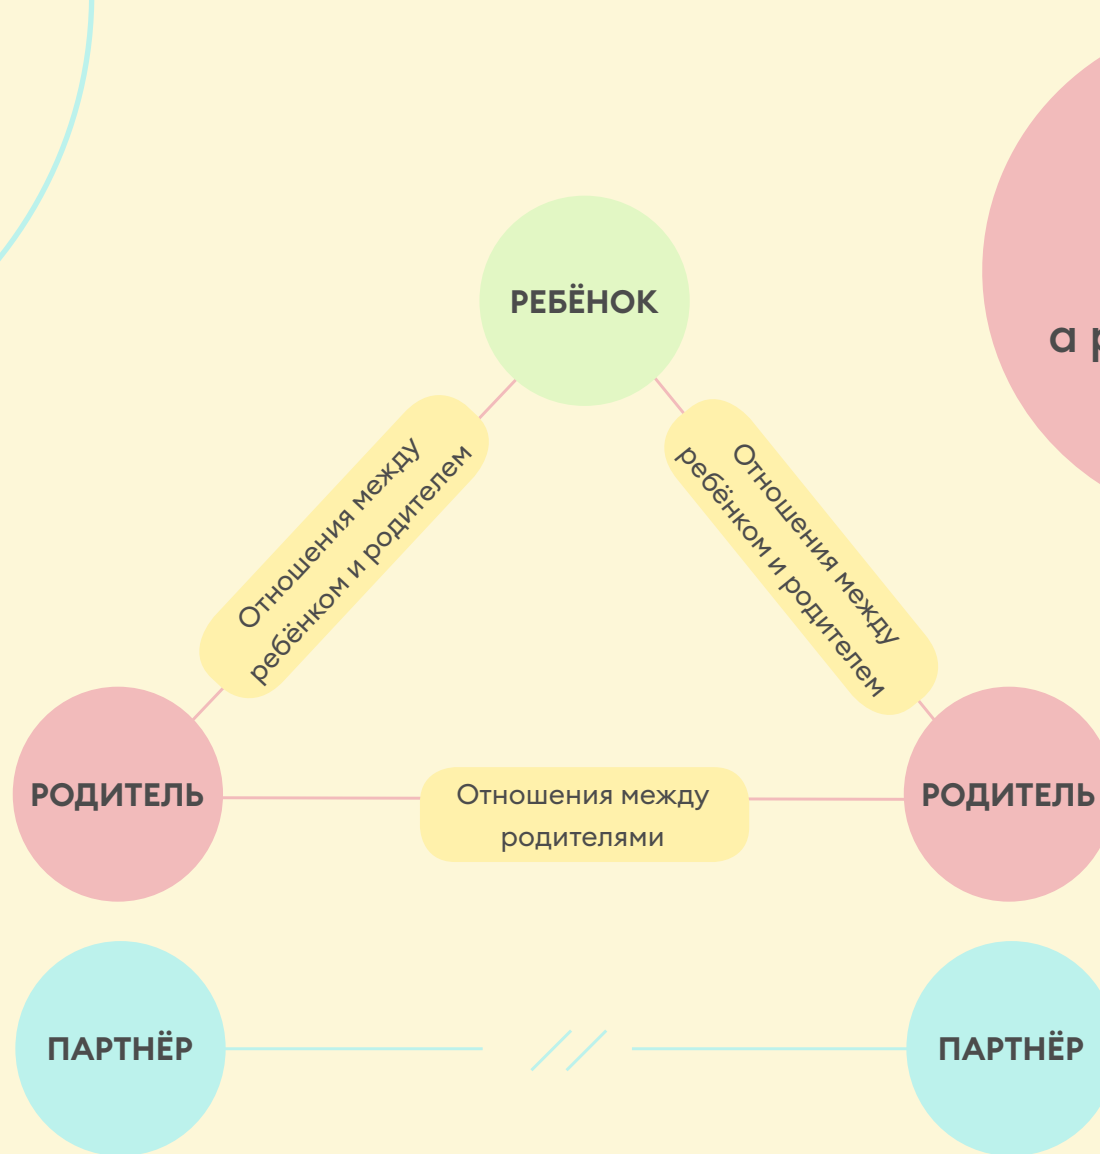 РЕБЁНОК
а
Отношения между
ребёнком и родителем
Отношения между
ребёнком и родителем
РОДИТЕЛЬ
Отношения между
родителями
РОДИТЕЛЬ
ПАРТНЁР
ПАРТНЁР